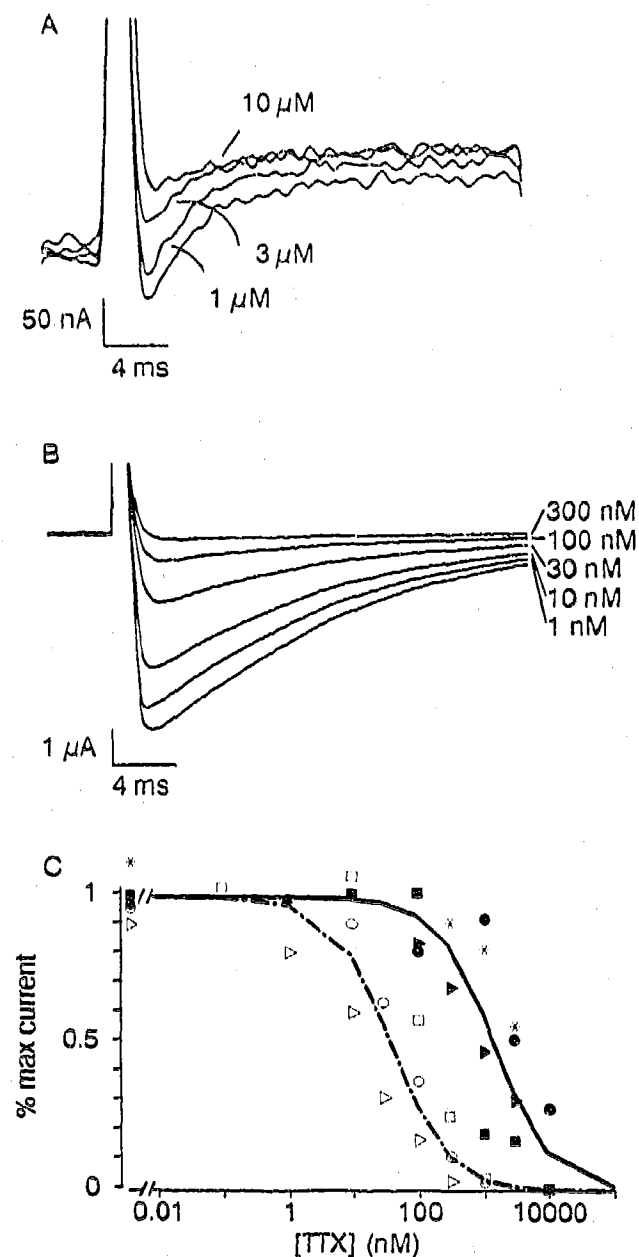 A
10 µM
3 µM
1 µM
50 nA
4 ms
B
300 nM
100 nM
30 nM
10 nM
1 nM
1 µA
4 ms
C
% max current
1
0.5
0
0.01
1
100
10000
[TTX] (nM)